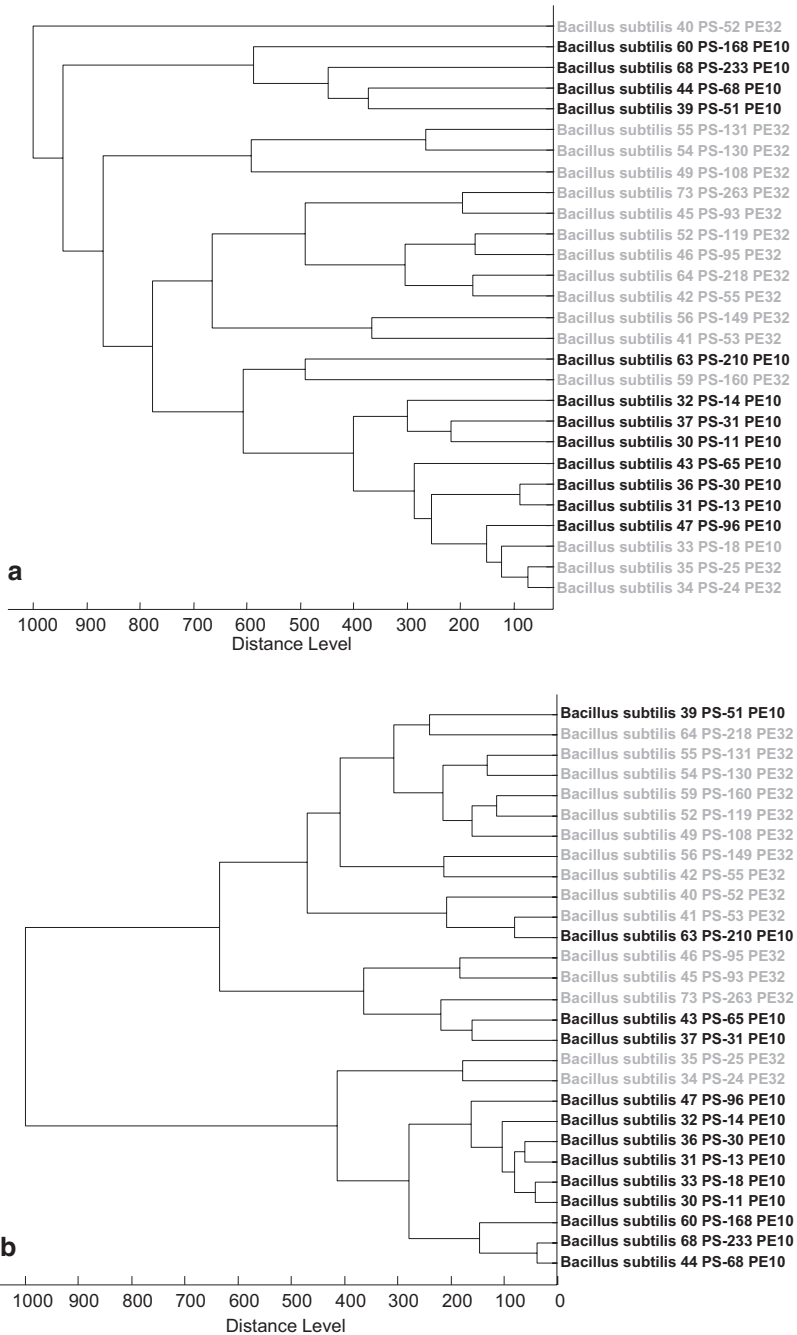 Bacillus subtilis 40 PS-52 PE32
Bacillus subtilis 60 PS-168 PE10
Bacillus subtilis 68 PS-233 PE10
Bacillus subtilis 44 PS-68 PE10
Bacillus subtilis 39 PS-51 PE10
Bacillus subtilis 55 PS-131 PE32
Bacillus subtilis 54 PS-130 PE32
Bacillus subtilis 49 PS-108 PE32
Bacillus subtilis 73 PS-263 PE32
Bacillus subtilis 45 PS-93 PE32
Bacillus subtilis 52 PS-119 PE32
Bacillus subtilis 46 PS-95 PE32
Bacillus subtilis 64 PS-218 PE32
Bacillus subtilis 42 PS-55 PE32
Bacillus subtilis 56 PS-149 PE32
Bacillus subtilis 41 PS-53 PE32
Bacillus subtilis 63 PS-210 PE10
Bacillus subtilis 59 PS-160 PE32
Bacillus subtilis 32 PS-14 PE10
Bacillus subtilis 37 PS-31 PE10
Bacillus subtilis 30 PS-11 PE10
Bacillus subtilis 43 PS-65 PE10
Bacillus subtilis 36 PS-30 PE10
Bacillus subtilis 31 PS-13 PE10
Bacillus subtilis 47 PS-96 PE10
Bacillus subtilis 33 PS-18 PE10
Bacillus subtilis 35 PS-25 PE32
Bacillus subtilis 34 PS-24 PE32
a
1000 900 800 700 600 500 400 300 200 100
Distance Level
Bacillus subtilis 39 PS-51 PE10
Bacillus subtilis 64 PS-218 PE32
Bacillus subtilis 55 PS-131 PE32
Bacillus subtilis 54 PS-130 PE32
Bacillus subtilis 59 PS-160 PE32
Bacillus subtilis 52 PS-119 PE32
Bacillus subtilis 49 PS-108 PE32
Bacillus subtilis 56 PS-149 PE32
Bacillus subtilis 42 PS-55 PE32
Bacillus subtilis 40 PS-52 PE32
Bacillus subtilis 41 PS-53 PE32
Bacillus subtilis 63 PS-210 PE10
Bacillus subtilis 46 PS-95 PE32
Bacillus subtilis 45 PS-93 PE32
Bacillus subtilis 73 PS-263 PE32
Bacillus subtilis 43 PS-65 PE10
Bacillus subtilis 37 PS-31 PE10
Bacillus subtilis 35 PS-25 PE32
Bacillus subtilis 34 PS-24 PE32
Bacillus subtilis 47 PS-96 PE10
Bacillus subtilis 32 PS-14 PE10
Bacillus subtilis 36 PS-30 PE10
Bacillus subtilis 31 PS-13 PE10
Bacillus subtilis 33 PS-18 PE10
Bacillus subtilis 30 PS-11 PE10
Bacillus subtilis 60 PS-168 PE10
Bacillus subtilis 68 PS-233 PE10
Bacillus subtilis 44 PS-68 PE10
b
1000 900 800 700 600 500 400 300 200 100 0
Distance Level